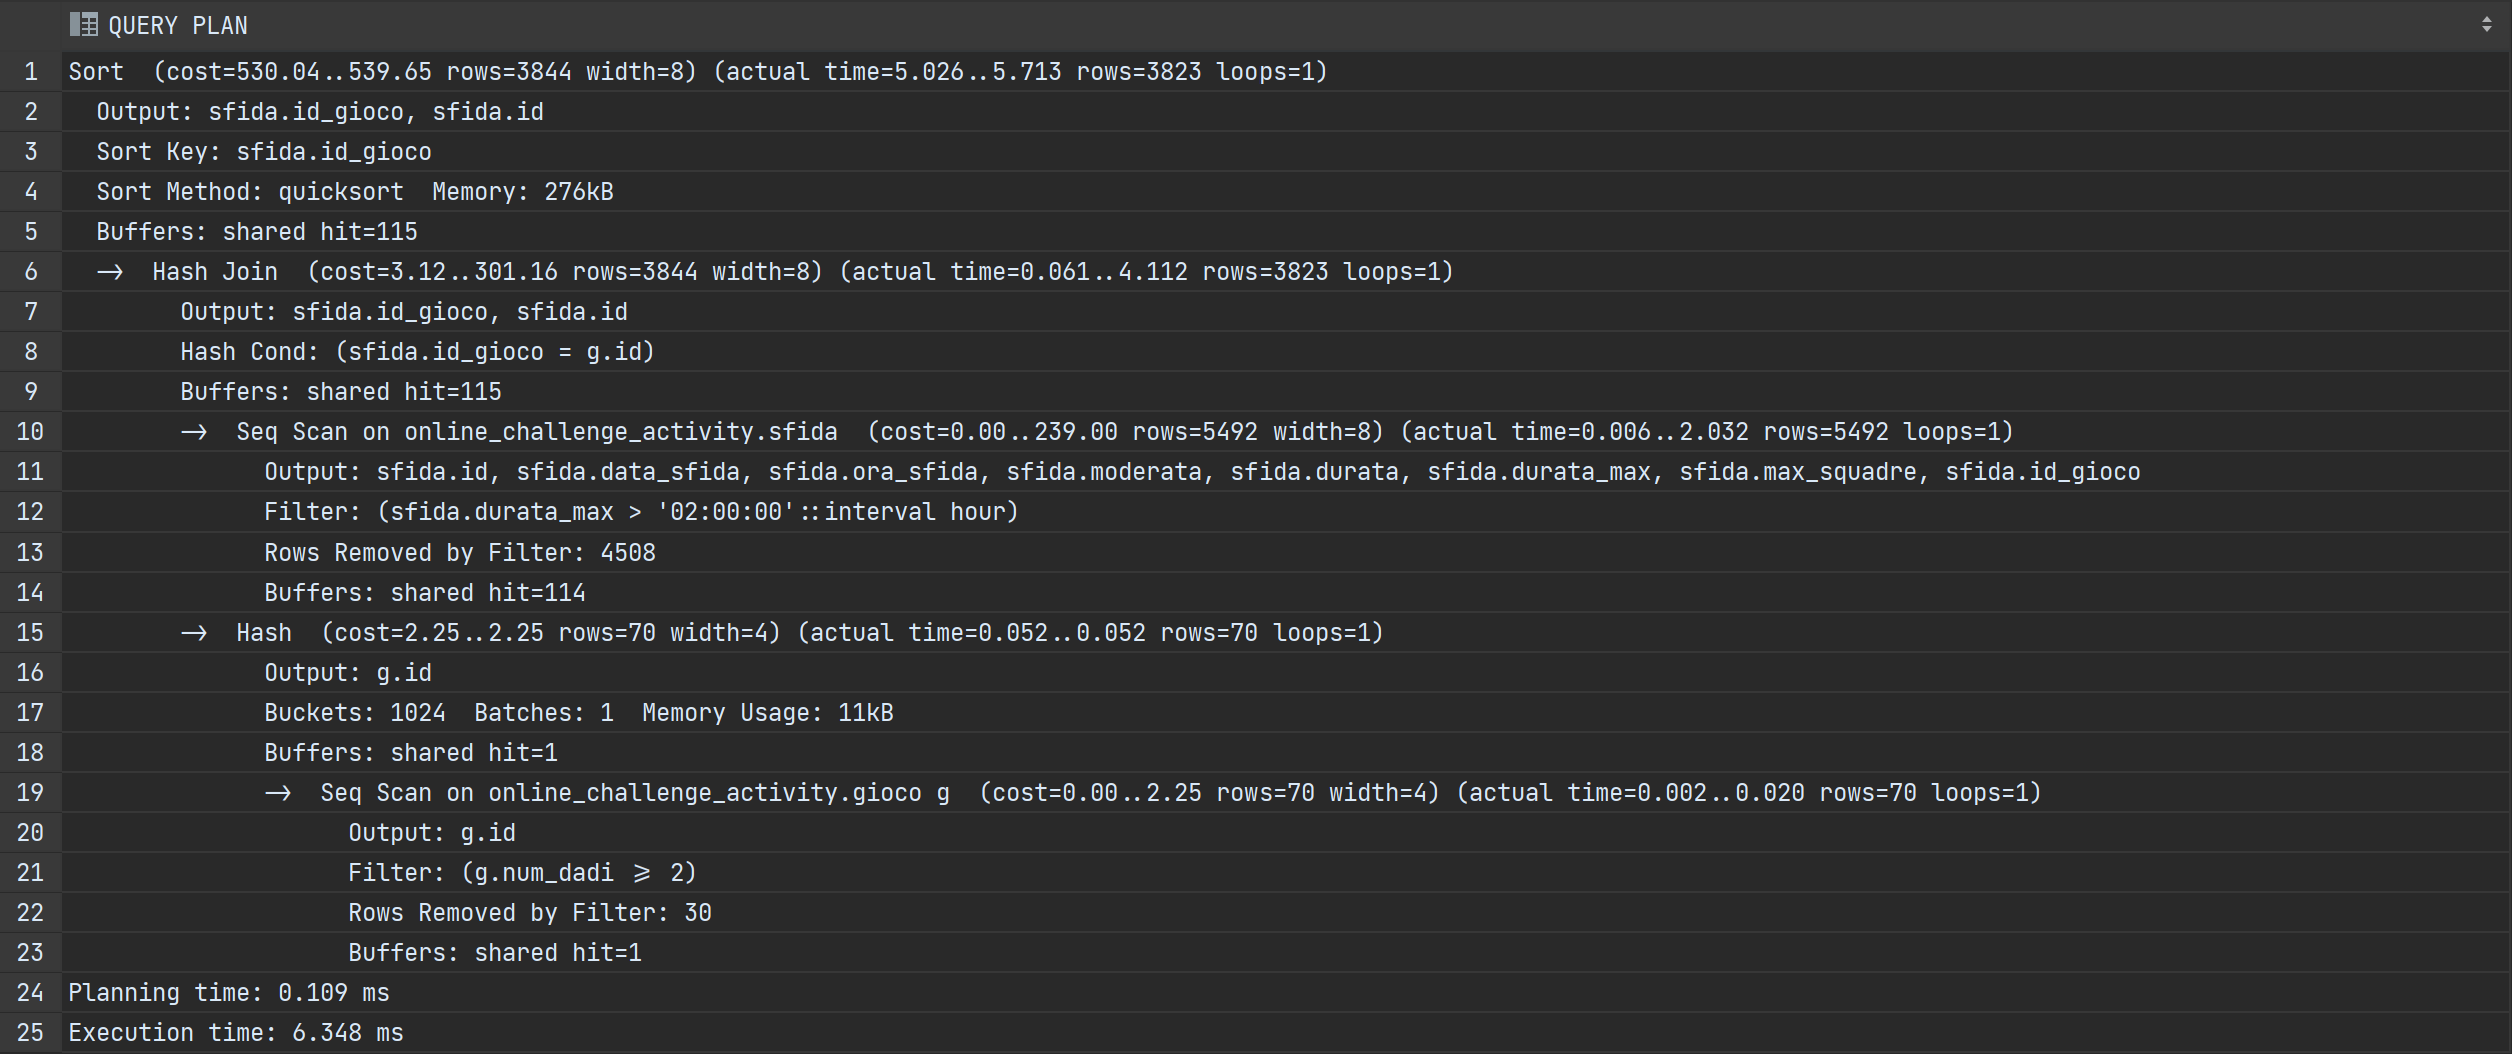 QUERY PLAN
1 Sort  (cost=530.04..539.65 rows=3844 width=8) (actual time=5.026..5.713 rows=3823 loops=1)
2   Output: sfida.id_gioco, sfida.id
3   Sort Key: sfida.id_gioco
4   Sort Method: quicksort  Memory: 276kB
5   Buffers: shared hit=115
6   ->  Hash Join  (cost=3.12..301.16 rows=3844 width=8) (actual time=0.061..4.112 rows=3823 loops=1)
7         Output: sfida.id_gioco, sfida.id
8         Hash Cond: (sfida.id_gioco = g.id)
9         Buffers: shared hit=115
10         ->  Seq Scan on online_challenge_activity.sfida  (cost=0.00..239.00 rows=5492 width=8) (actual time=0.006..2.032 rows=5492 loops=1)
11               Output: sfida.id, sfida.data_sfida, sfida.ora_sfida, sfida.moderata, sfida.durata, sfida.durata_max, sfida.max_squadre, sfida.id_gioco
12               Filter: (sfida.durata_max > '02:00:00'::interval hour)
13               Rows Removed by Filter: 4508
14               Buffers: shared hit=114
15         ->  Hash  (cost=2.25..2.25 rows=70 width=4) (actual time=0.052..0.052 rows=70 loops=1)
16               Output: g.id
17               Buckets: 1024  Batches: 1  Memory Usage: 11kB
18               Buffers: shared hit=1
19               ->  Seq Scan on online_challenge_activity.gioco g  (cost=0.00..2.25 rows=70 width=4) (actual time=0.002..0.020 rows=70 loops=1)
20                     Output: g.id
21                     Filter: (g.num_dadi >= 2)
22                     Rows Removed by Filter: 30
23                     Buffers: shared hit=1
24 Planning time: 0.109 ms
25 Execution time: 6.348 ms